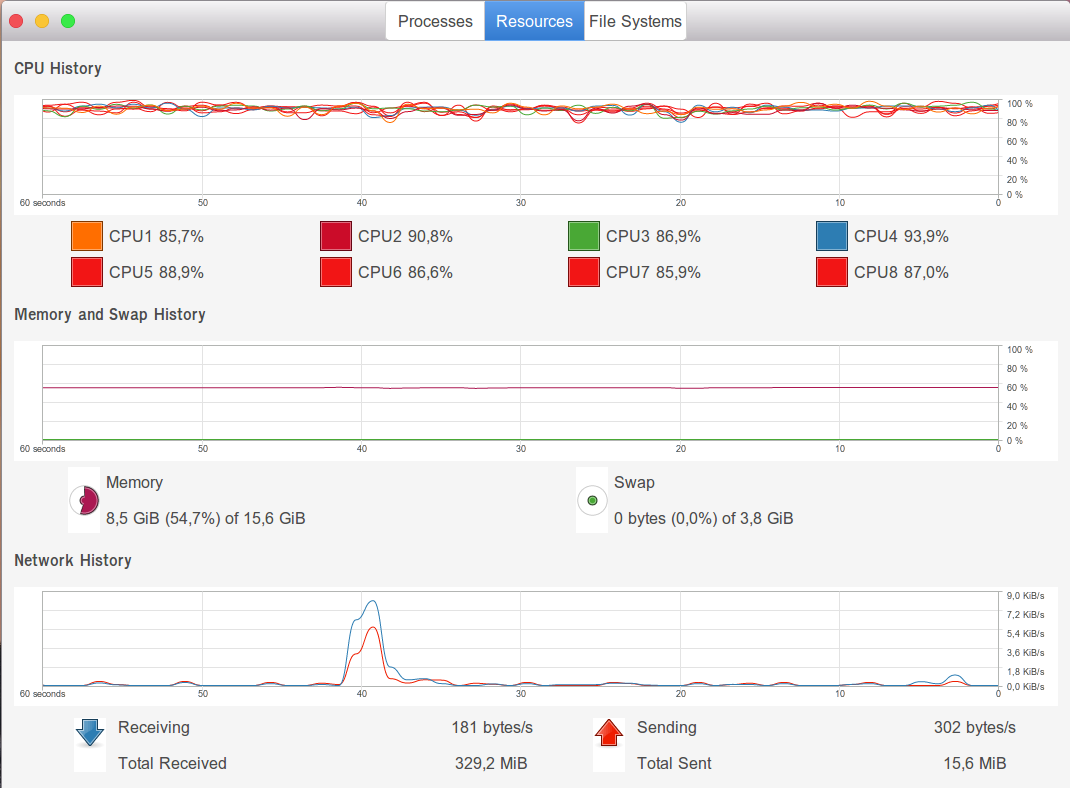 Processes Resources File Systems
CPU History
100 %
80 %
60 %
40 %
20 %
0 %
60 seconds 50 40 30 20 10 0
CPU1 85,7% CPU2 90,8% CPU3 86,9% CPU4 93,9%
CPU5 88,9% CPU6 86,6% CPU7 85,9% CPU8 87,0%
Memory and Swap History
100 %
80 %
60 %
40 %
20 %
0 %
60 seconds 50 40 30 20 10 0
Memory Swap
8,5 GiB (54,7%) of 15,6 GiB 0 bytes (0,0%) of 3,8 GiB
Network History
9,0 KiB/s
7,2 KiB/s
5,4 KiB/s
3,6 KiB/s
1,8 KiB/s
0,0 KiB/s
60 seconds 50 40 30 20 10 0
Receiving 181 bytes/s Sending 302 bytes/s
Total Received 329,2 MiB Total Sent 15,6 MiB